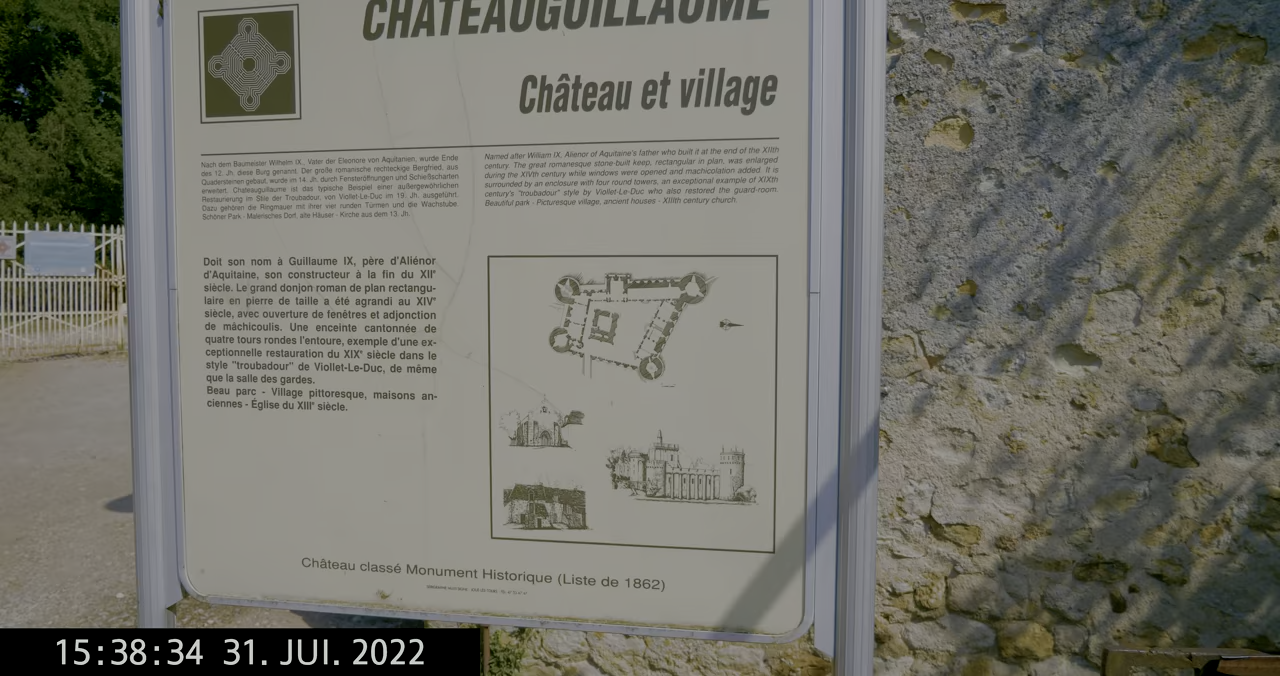 CHÂTEAUGUILLAUME
Château et village
Nach dem Baumeister Wilhelm IX., Vater der Eleonore von Aquitanien, wurde Ende
des 12. Jh. diese Burg genannt. Der große romanische rechteckige Bergfried, aus
Quadersteinen gebaut, wurde im 14. Jh. durch Fensteröffnungen und Schießscharten
erweitert. Chateauguillaume ist das typische Beispiel einer außergewöhnlichen
Restaurierung im Stile der Troubadour, von Viollet-Le-Duc im 19. Jh. ausgeführt.
Dazu gehören die Ringmauer mit ihrer vier runden Türmen und die Wachstube.
Schöner Park - Malerisches Dorf, alte Häuser - Kirche aus dem 13. Jh.
Named after William IX, Alienor of Aquitaine's father who built it at the end of the XIIth
century. The great romanesque stone-built keep, rectangular in plan, was enlarged
during the XIVth century while windows were opened and machicolation added. It is
surrounded by an enclosure with four round towers, an exceptional example of XIXth
century's "troubadour" style by Viollet-Le-Duc who also restored the guard-room.
Beautiful park - Picturesque village, ancient houses - XIIIth century church.
Doit son nom à Guillaume IX, père d'Aliénor
d'Aquitaine, son constructeur à la fin du XIIe
siècle. Le grand donjon roman de plan rectangu-
laire en pierre de taille a été agrandi au XIVe
siècle, avec ouverture de fenêtres et adjonction
de mâchicoulis. Une enceinte cantonnée de
quatre tours rondes l'entoure, exemple d'une ex-
ceptionnelle restauration du XIXe siècle dans le
style "troubadour" de Viollet-Le-Duc, de même
que la salle des gardes.
Beau parc - Village pittoresque, maisons an-
ciennes - Église du XIIIe siècle.
Château classé Monument Historique (Liste de 1862)
15:38:34 31. JUI. 2022